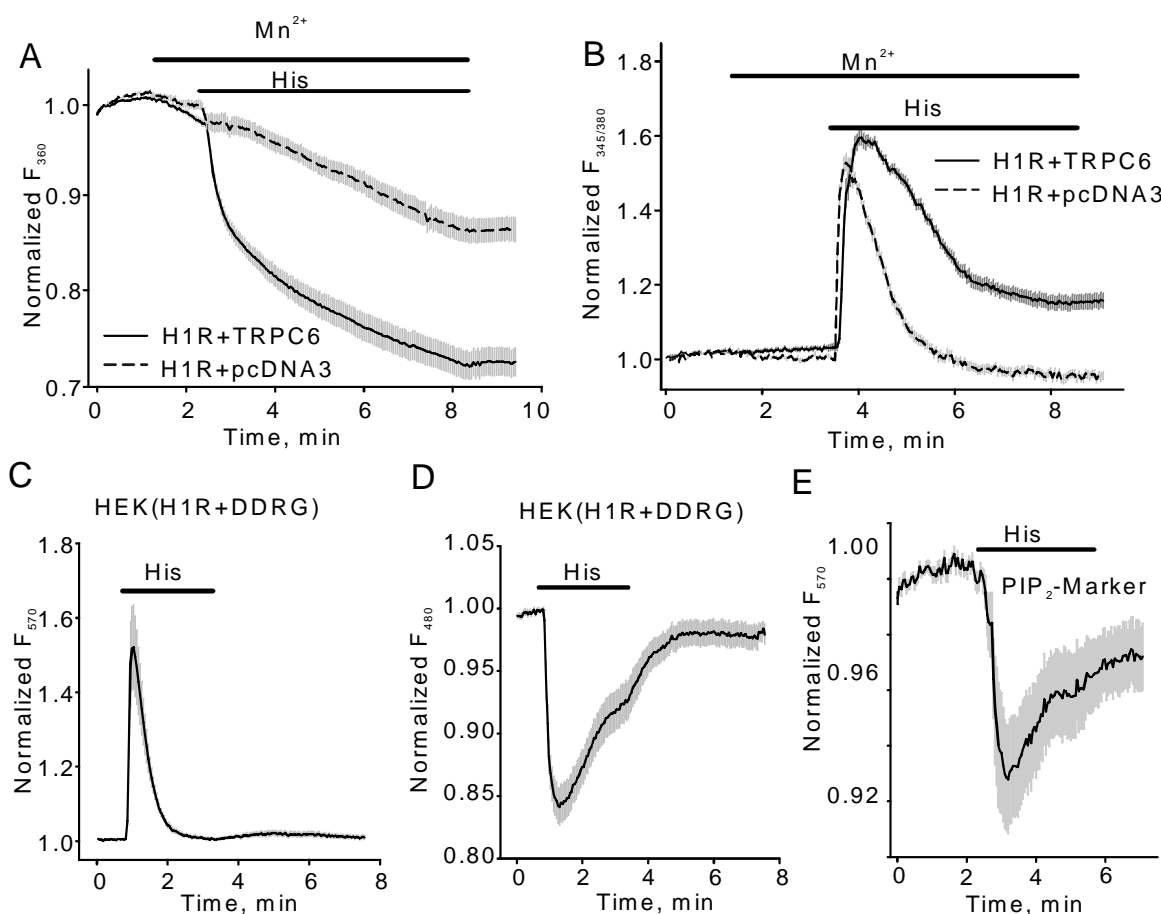 A
Mn2+
His
1.0
0.9
0.8
0.7
Normalized F360
H1R+TRPC6
H1R+pcDNA3
0 2 4 6 8 10
Time, min
B
1.8
1.6
1.4
1.2
1.0
Normalized F345/380
Mn2+
His
H1R+TRPC6
H1R+pcDNA3
0 2 4 6 8
Time, min
C
HEK(H1R+DDRG)
1.8
1.6
1.4
1.2
1.0
Normalized F570
His
0 2 4 6 8
Time, min
D
HEK(H1R+DDRG)
1.05
1.00
0.95
0.90
0.85
0.80
Normalized F480
His
0 2 4 6 8
Time, min
E
1.00
0.96
0.92
Normalized F570
His
PIP2-Marker
0 2 4 6
Time, min